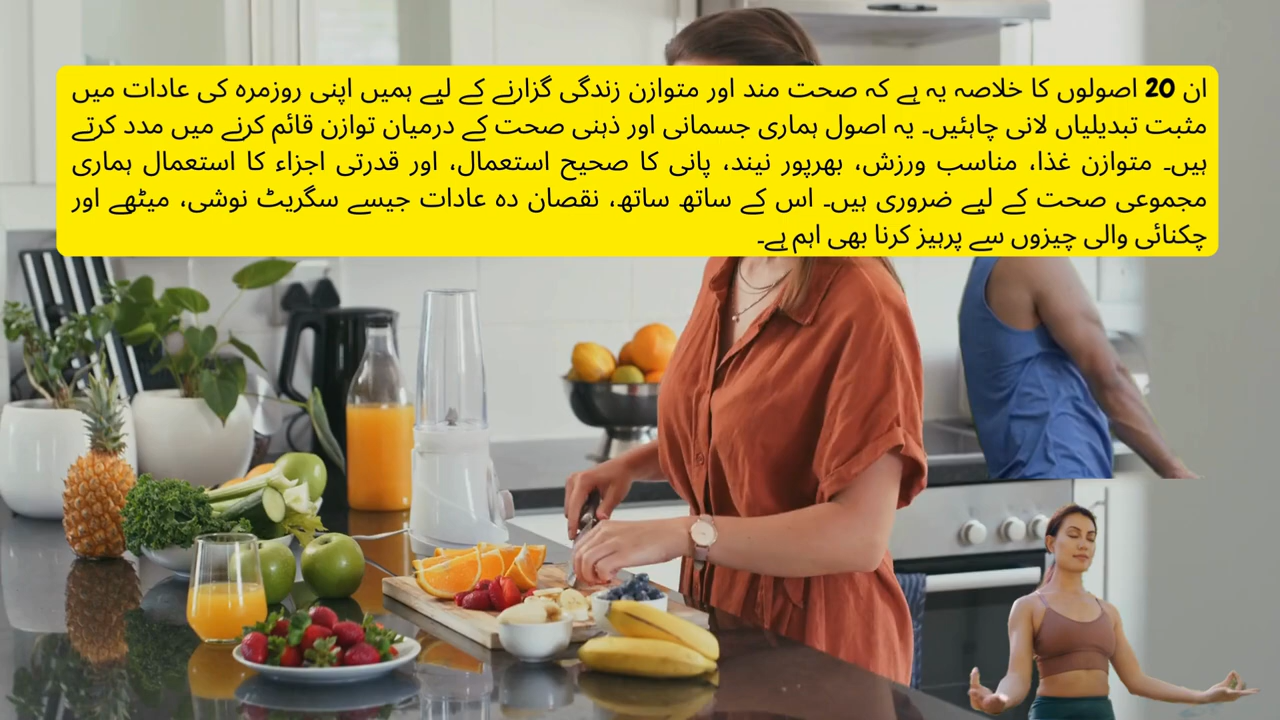 ان 20 اصولوں کا خلاصہ یہ ہے کہ صحت مند اور متوازن زندگی گزارنے کے لیے ہمیں اپنی روزمرہ کی عادات میں
مثبت تبدیلیاں لانی چاہئیں۔ یہ اصول ہماری جسمانی اور ذہنی صحت کے درمیان توازن قائم کرنے میں مدد کرتے
ہیں۔ متوازن غذا، مناسب ورزش، بھرپور نیند، پانی کا صحیح استعمال، اور قدرتی اجزاء کا استعمال ہماری
مجموعی صحت کے لیے ضروری ہیں۔ اس کے ساتھ ساتھ، نقصان دہ عادات جیسے سگریٹ نوشی، میٹھے اور
چکنائی والی چیزوں سے پرہیز کرنا بھی اہم ہے۔